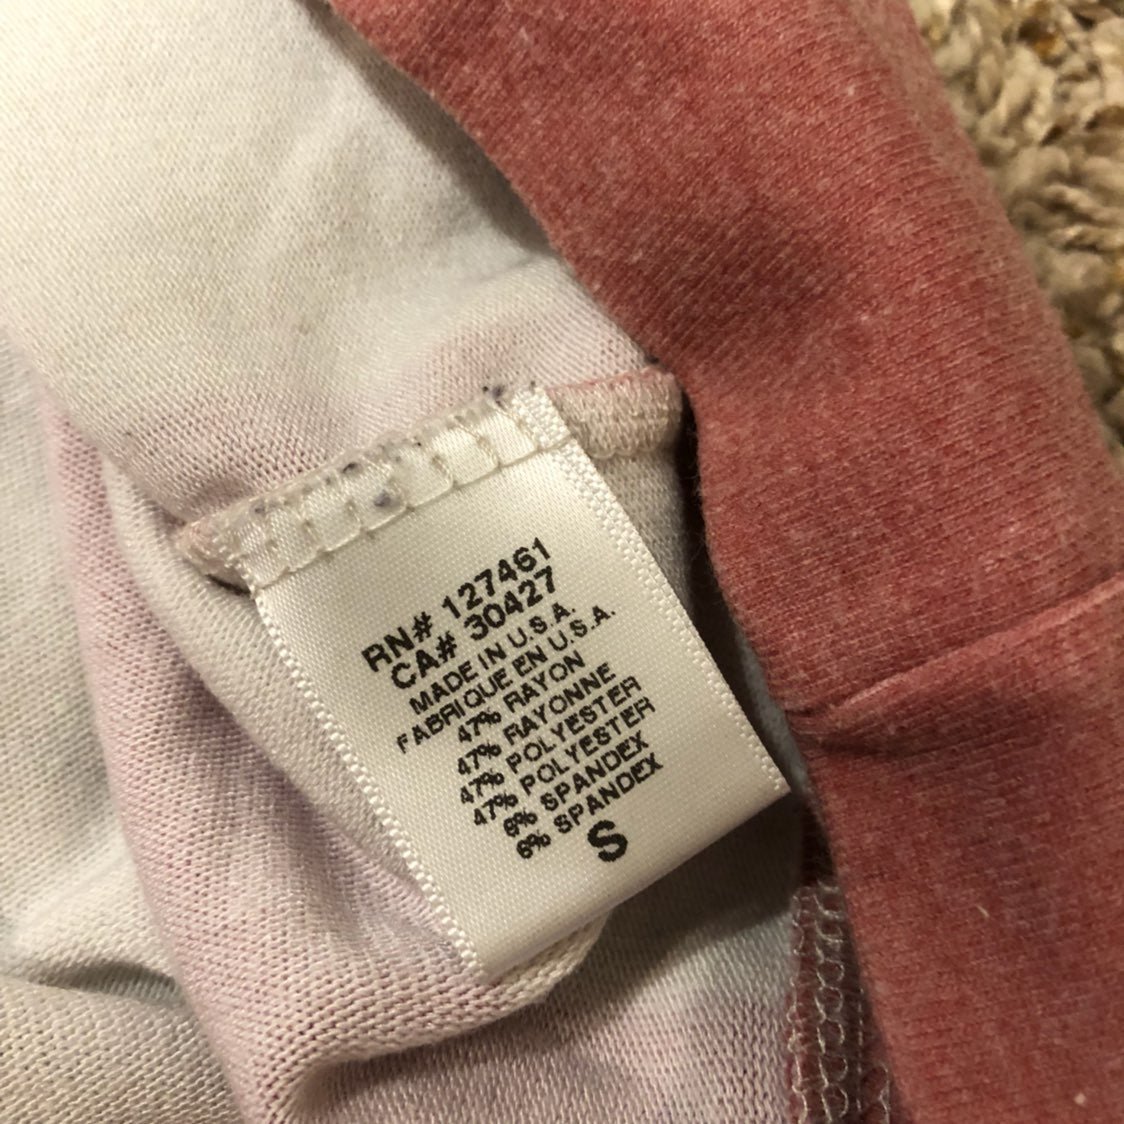 RN# 127461
CA# 30427
MADE IN U.S.A.
FABRIQUE EN U.S.A.
47% RAYON
47% RAYONNE
47% POLYESTER
47% POLYESTER
6% SPANDEX
6% SPANDEX
S